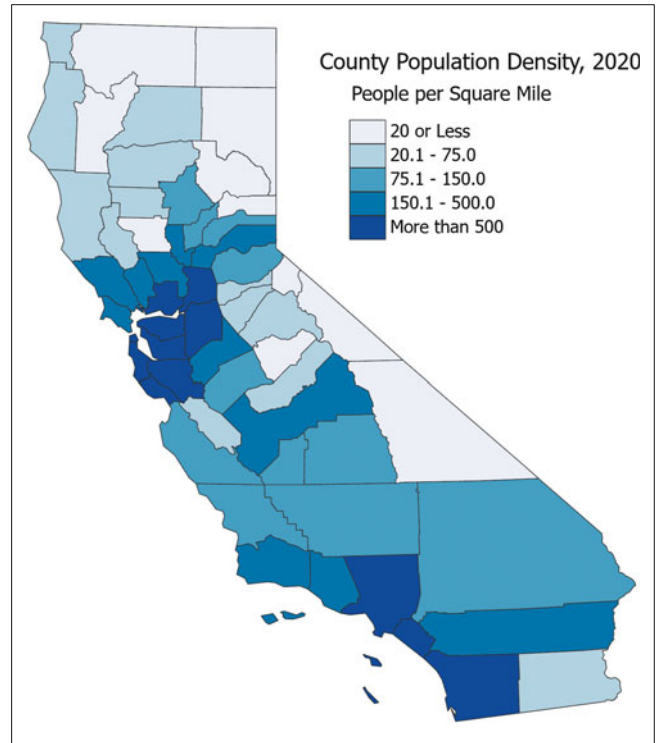 County Population Density, 2020
People per Square Mile
20 or Less
20.1 - 75.0
75.1 - 150.0
150.1 - 500.0
More than 500